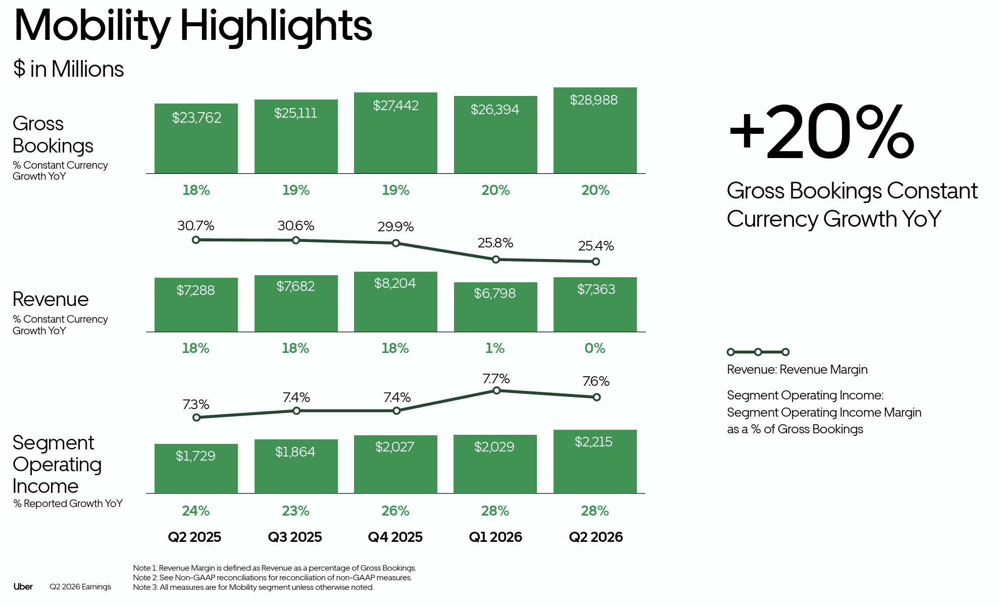 Mobility Highlights
$ in Millions
Gross
Bookings
% Constant Currency
Growth YoY
$23,762
$25,111
$27,442
$26,394
$28,988
18%
19%
19%
20%
20%
+20%
Gross Bookings Constant
Currency Growth YoY
30.7%
30.6%
29.9%
25.8%
25.4%
Revenue
% Constant Currency
Growth YoY
$7,288
$7,682
$8,204
$6,798
$7,363
18%
18%
18%
1%
0%
Revenue: Revenue Margin
Segment Operating Income:
Segment Operating Income Margin
as a % of Gross Bookings
7.3%
7.4%
7.4%
7.7%
7.6%
Segment
Operating
Income
% Reported Growth YoY
$1,729
$1,864
$2,027
$2,029
$2,215
24%
23%
26%
28%
28%
Q2 2025
Q3 2025
Q4 2025
Q1 2026
Q2 2026
Note 1: Revenue Margin is defined as Revenue as a percentage of Gross Bookings.
Note 2: See Non-GAAP reconciliations for reconciliation of non-GAAP measures.
Note 3: All measures are for Mobility segment unless otherwise noted.
Uber
Q2 2026 Earnings